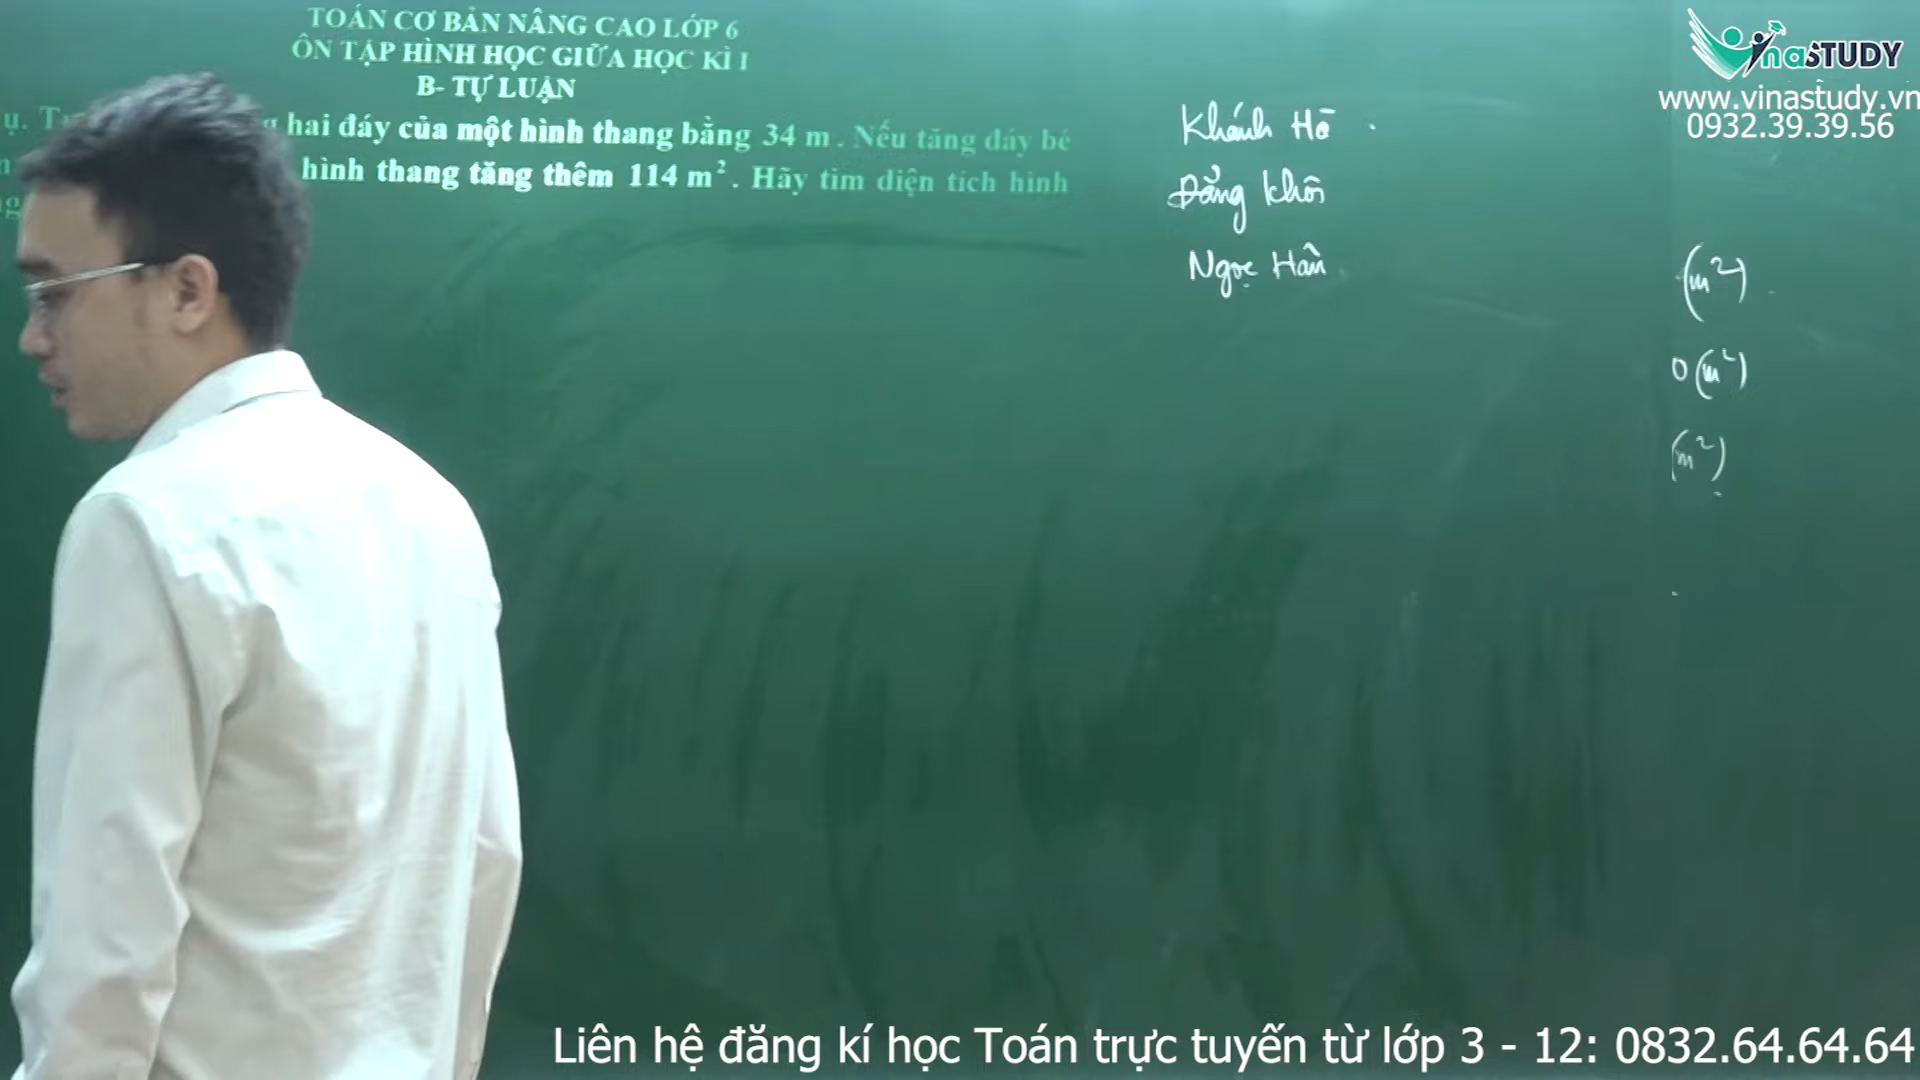 TOÁN CƠ BẢN NÂNG CAO LỚP 6
ÔN TẬP HÌNH HỌC GIỮA HỌC KÌ I
B- TỰ LUẬN
hai đáy của một hình thang bằng 34 m . Nếu tăng đáy bé
hình thang tăng thêm 114 m². Hãy tìm diện tích hình
Khánh Hà
Đăng Khôi
Ngọc Hân
(m²)
0 (m²)
(m²)
VinaSTUDY
www.vinastudy.vn
0932.39.39.56
Liên hệ đăng kí học Toán trực tuyến từ lớp 3 - 12: 0832.64.64.64